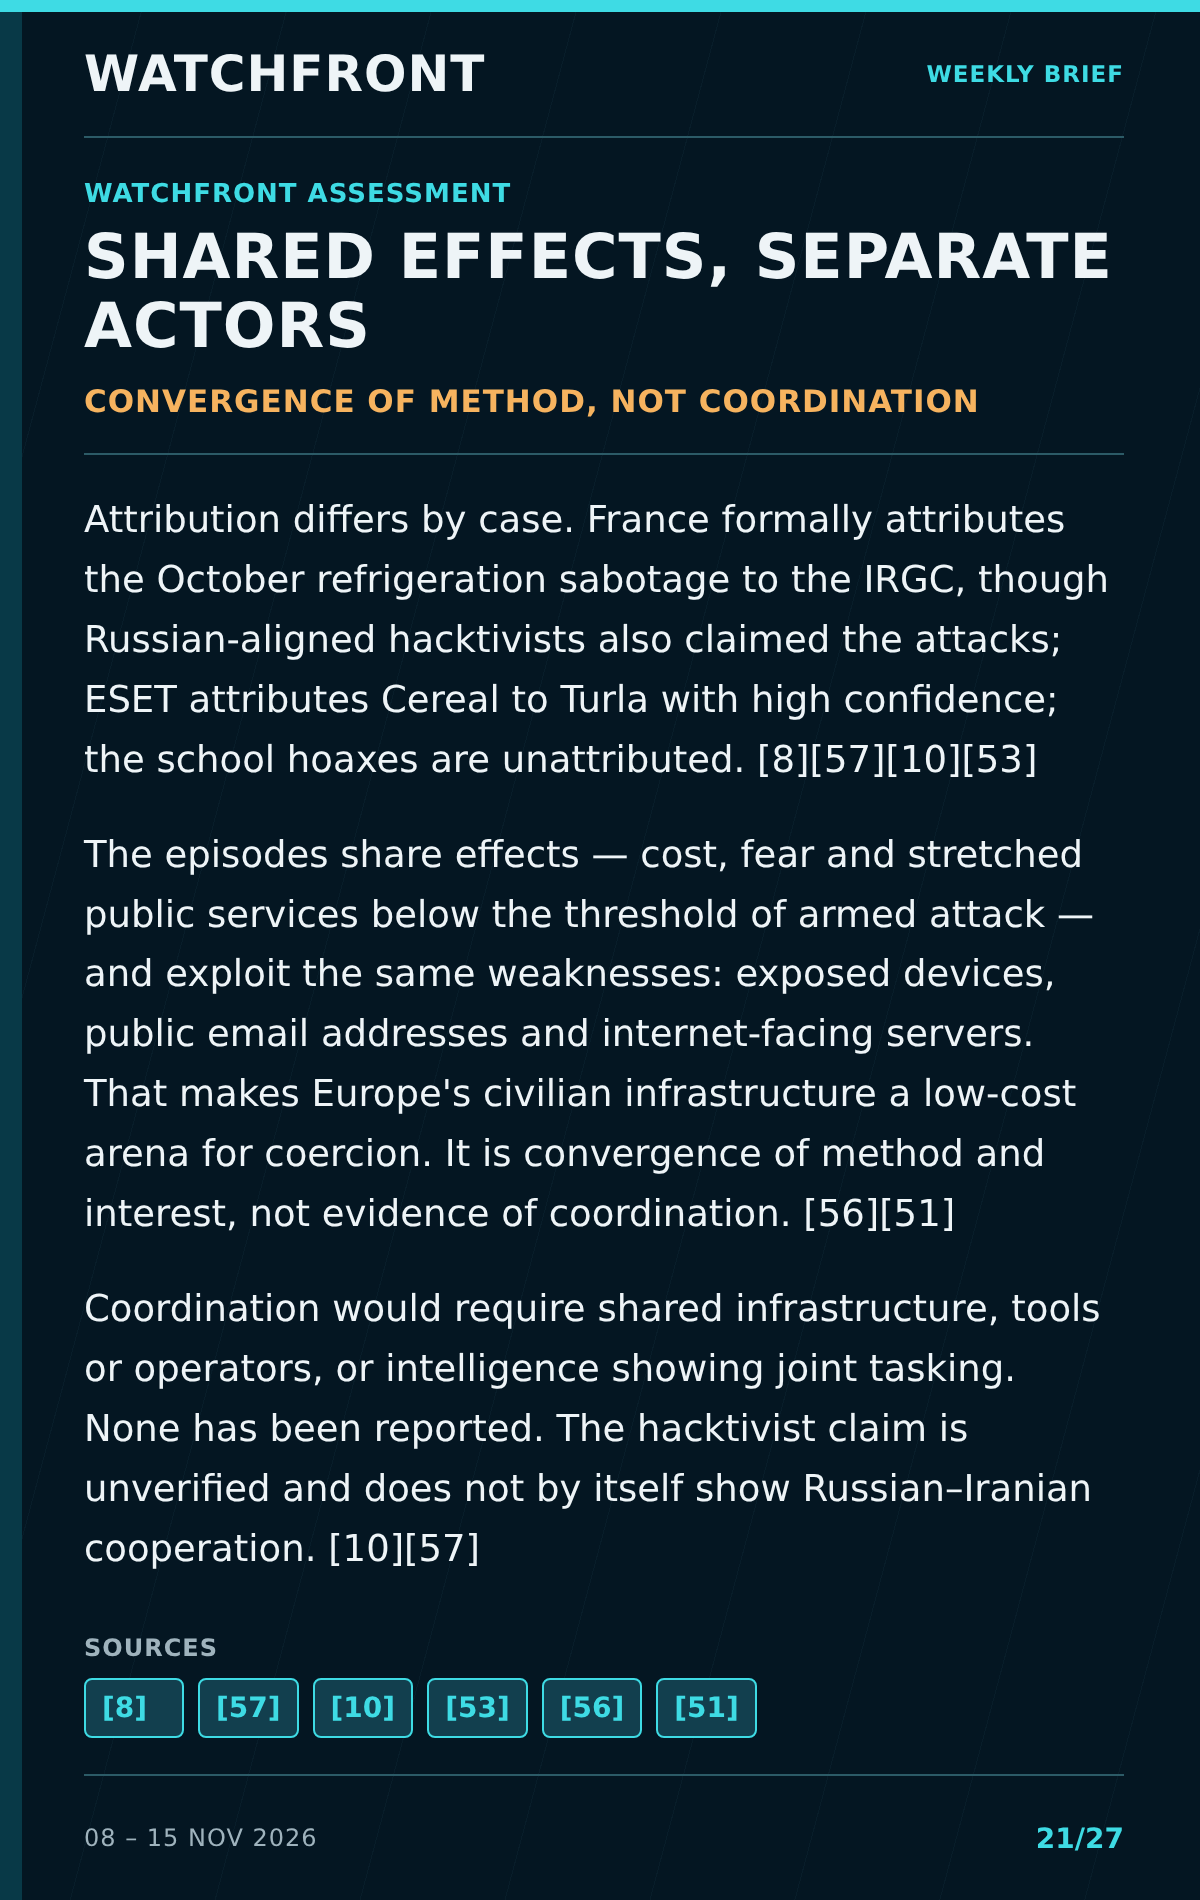 WATCHFRONT
WEEKLY BRIEF
WATCHFRONT ASSESSMENT
SHARED EFFECTS, SEPARATE
ACTORS
CONVERGENCE OF METHOD, NOT COORDINATION
Attribution differs by case. France formally attributes
the October refrigeration sabotage to the IRGC, though
Russian-aligned hacktivists also claimed the attacks;
ESET attributes Cereal to Turla with high confidence;
the school hoaxes are unattributed. [8][57][10][53]
The episodes share effects — cost, fear and stretched
public services below the threshold of armed attack —
and exploit the same weaknesses: exposed devices,
public email addresses and internet-facing servers.
That makes Europe's civilian infrastructure a low-cost
arena for coercion. It is convergence of method and
interest, not evidence of coordination. [56][51]
Coordination would require shared infrastructure, tools
or operators, or intelligence showing joint tasking.
None has been reported. The hacktivist claim is
unverified and does not by itself show Russian–Iranian
cooperation. [10][57]
SOURCES
[8] [57] [10] [53] [56] [51]
08 – 15 NOV 2026
21/27